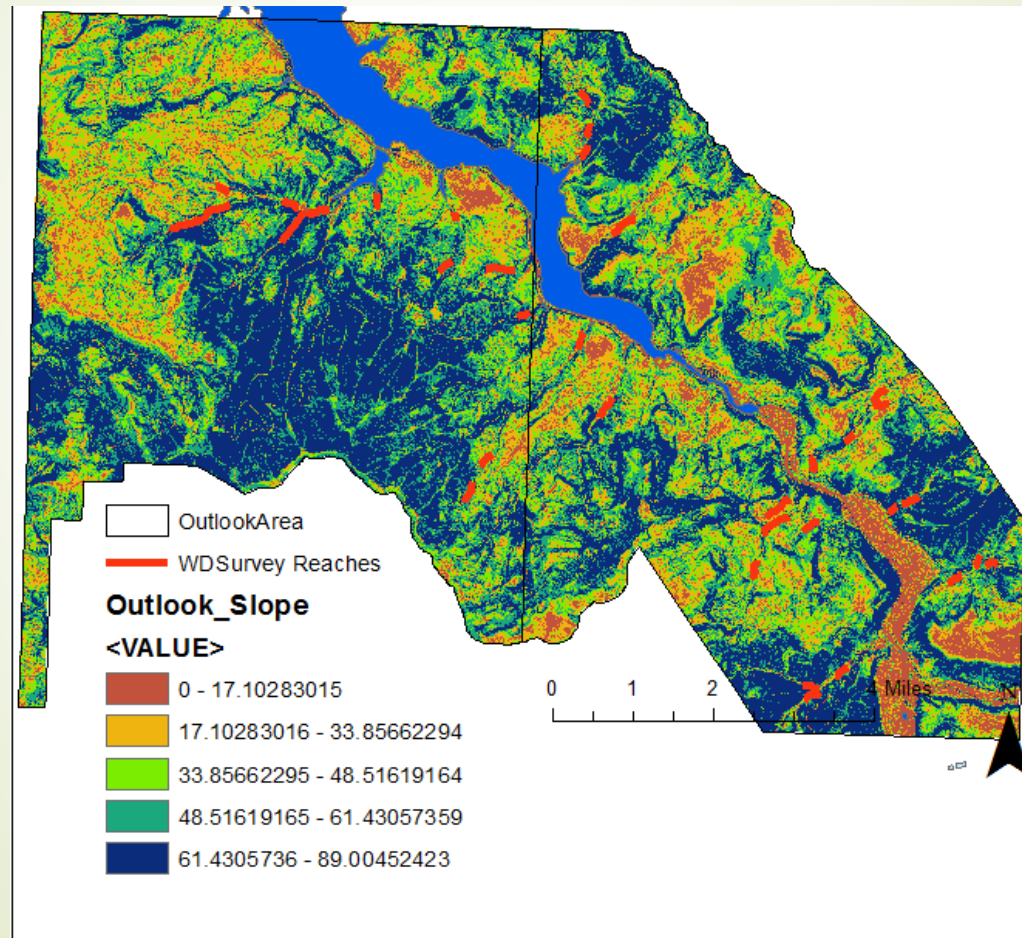 OutlookArea
WDSurvey Reaches
Outlook_Slope
<VALUE>
0 - 17.10283015
17.10283016 - 33.85662294
33.85662295 - 48.51619164
48.51619165 - 61.43057359
61.4305736 - 89.00452423
0 1 2 4 Miles
N